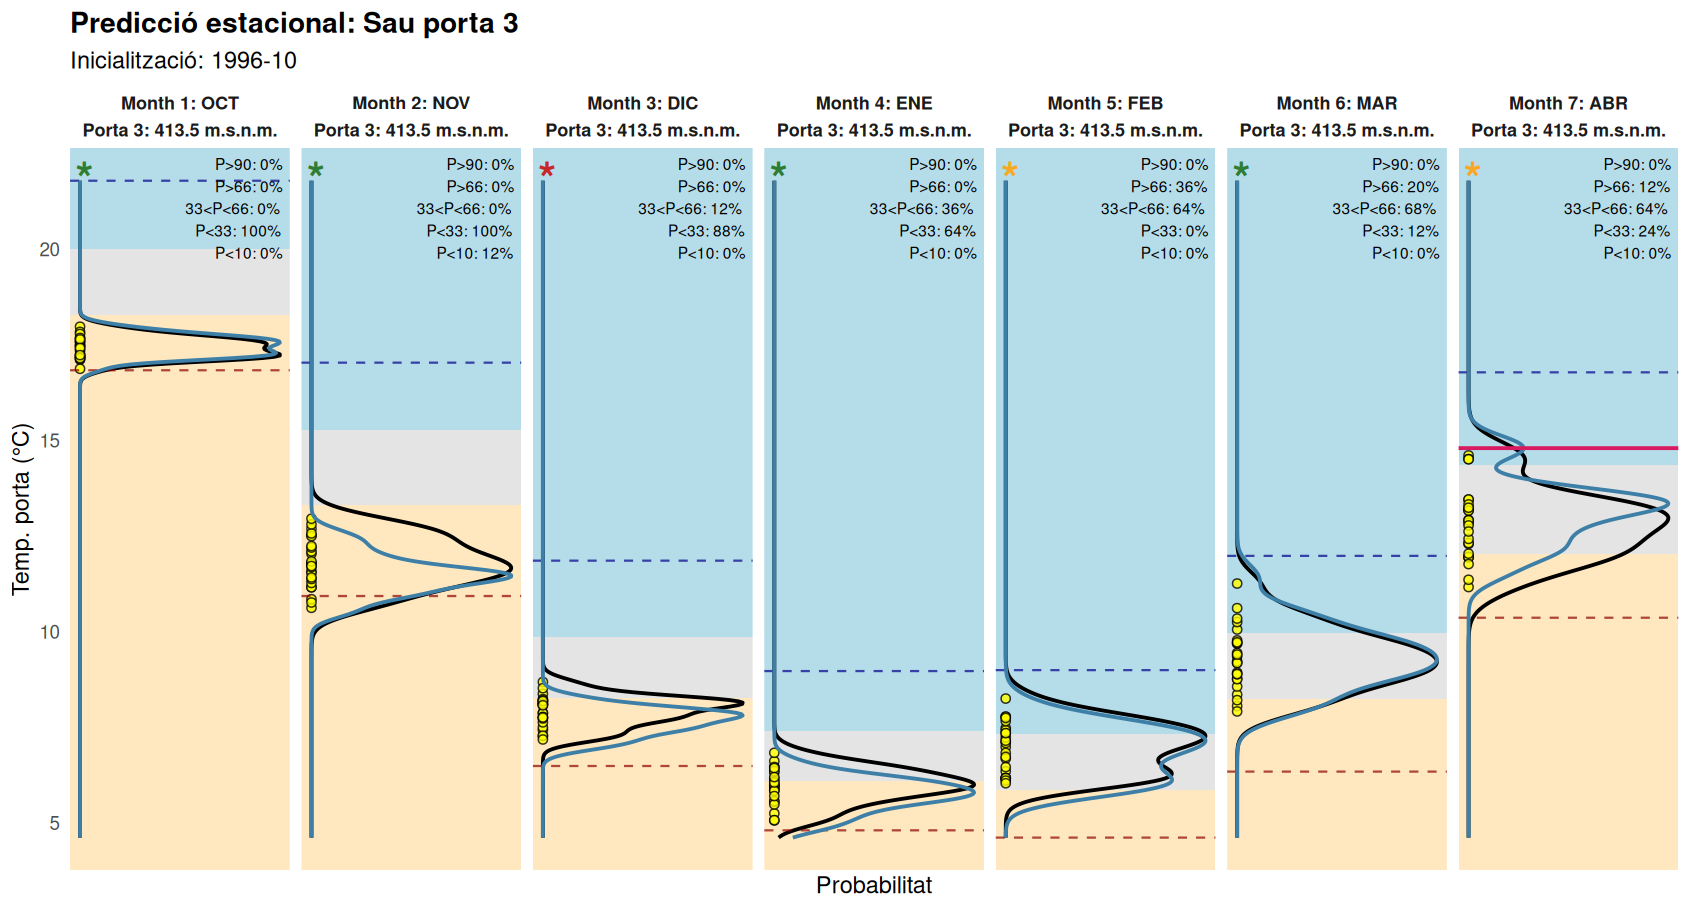 Predicció estacional: Sau porta 3
Inicialització: 1996-10
Month 1: OCT
Porta 3: 413.5 m.s.n.m.
Month 2: NOV
Porta 3: 413.5 m.s.n.m.
Month 3: DIC
Porta 3: 413.5 m.s.n.m.
Month 4: ENE
Porta 3: 413.5 m.s.n.m.
Month 5: FEB
Porta 3: 413.5 m.s.n.m.
Month 6: MAR
Porta 3: 413.5 m.s.n.m.
Month 7: ABR
Porta 3: 413.5 m.s.n.m.
*
P>90: 0%
P>66: 0%
33<P<66: 0%
P<33: 100%
P<10: 0%
*
P>90: 0%
P>66: 0%
33<P<66: 0%
P<33: 100%
P<10: 12%
*
P>90: 0%
P>66: 0%
33<P<66: 12%
P<33: 88%
P<10: 0%
*
P>90: 0%
P>66: 0%
33<P<66: 36%
P<33: 64%
P<10: 0%
*
P>90: 0%
P>66: 36%
33<P<66: 64%
P<33: 0%
P<10: 0%
*
P>90: 0%
P>66: 20%
33<P<66: 68%
P<33: 12%
P<10: 0%
*
P>90: 0%
P>66: 12%
33<P<66: 64%
P<33: 24%
P<10: 0%
Temp. porta (°C)
20
15
10
5
Probabilitat